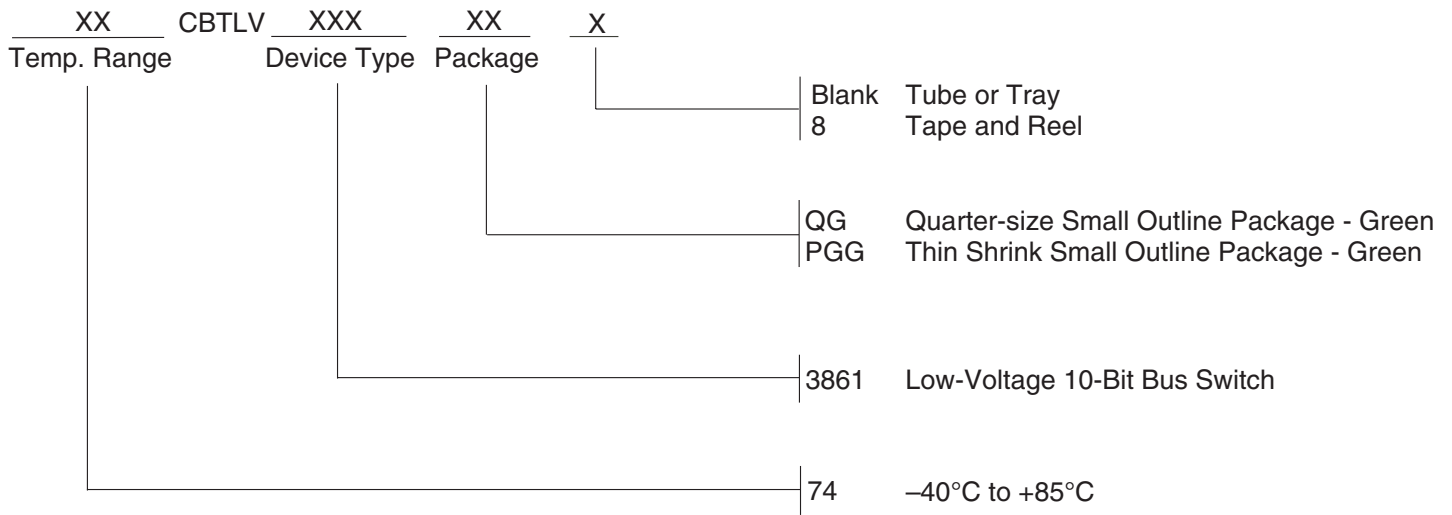 XX CBTLV XXX XX X
Temp. Range Device Type Package
Blank Tube or Tray
8 Tape and Reel
QG Quarter-size Small Outline Package - Green
PGG Thin Shrink Small Outline Package - Green
3861 Low-Voltage 10-Bit Bus Switch
74 –40°C to +85°C